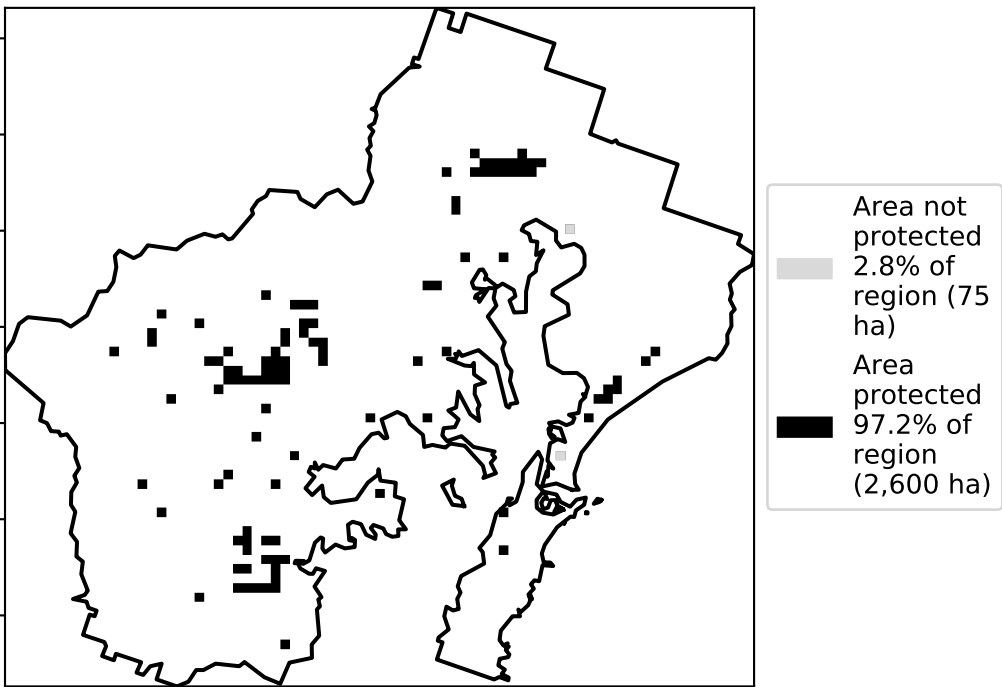 Area not
protected
2.8% of
region (75
ha)
Area
protected
97.2% of
region
(2,600 ha)